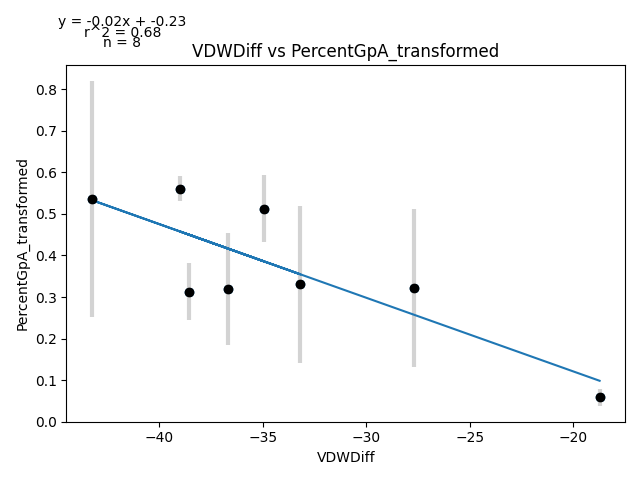 y = -0.02x + -0.23
r^2 = 0.68
n = 8
VDWDiff vs PercentGpA_transformed
PercentGpA_transformed
0.8
0.7
0.6
0.5
0.4
0.3
0.2
0.1
0.0
−40
−35
−30
−25
−20
VDWDiff